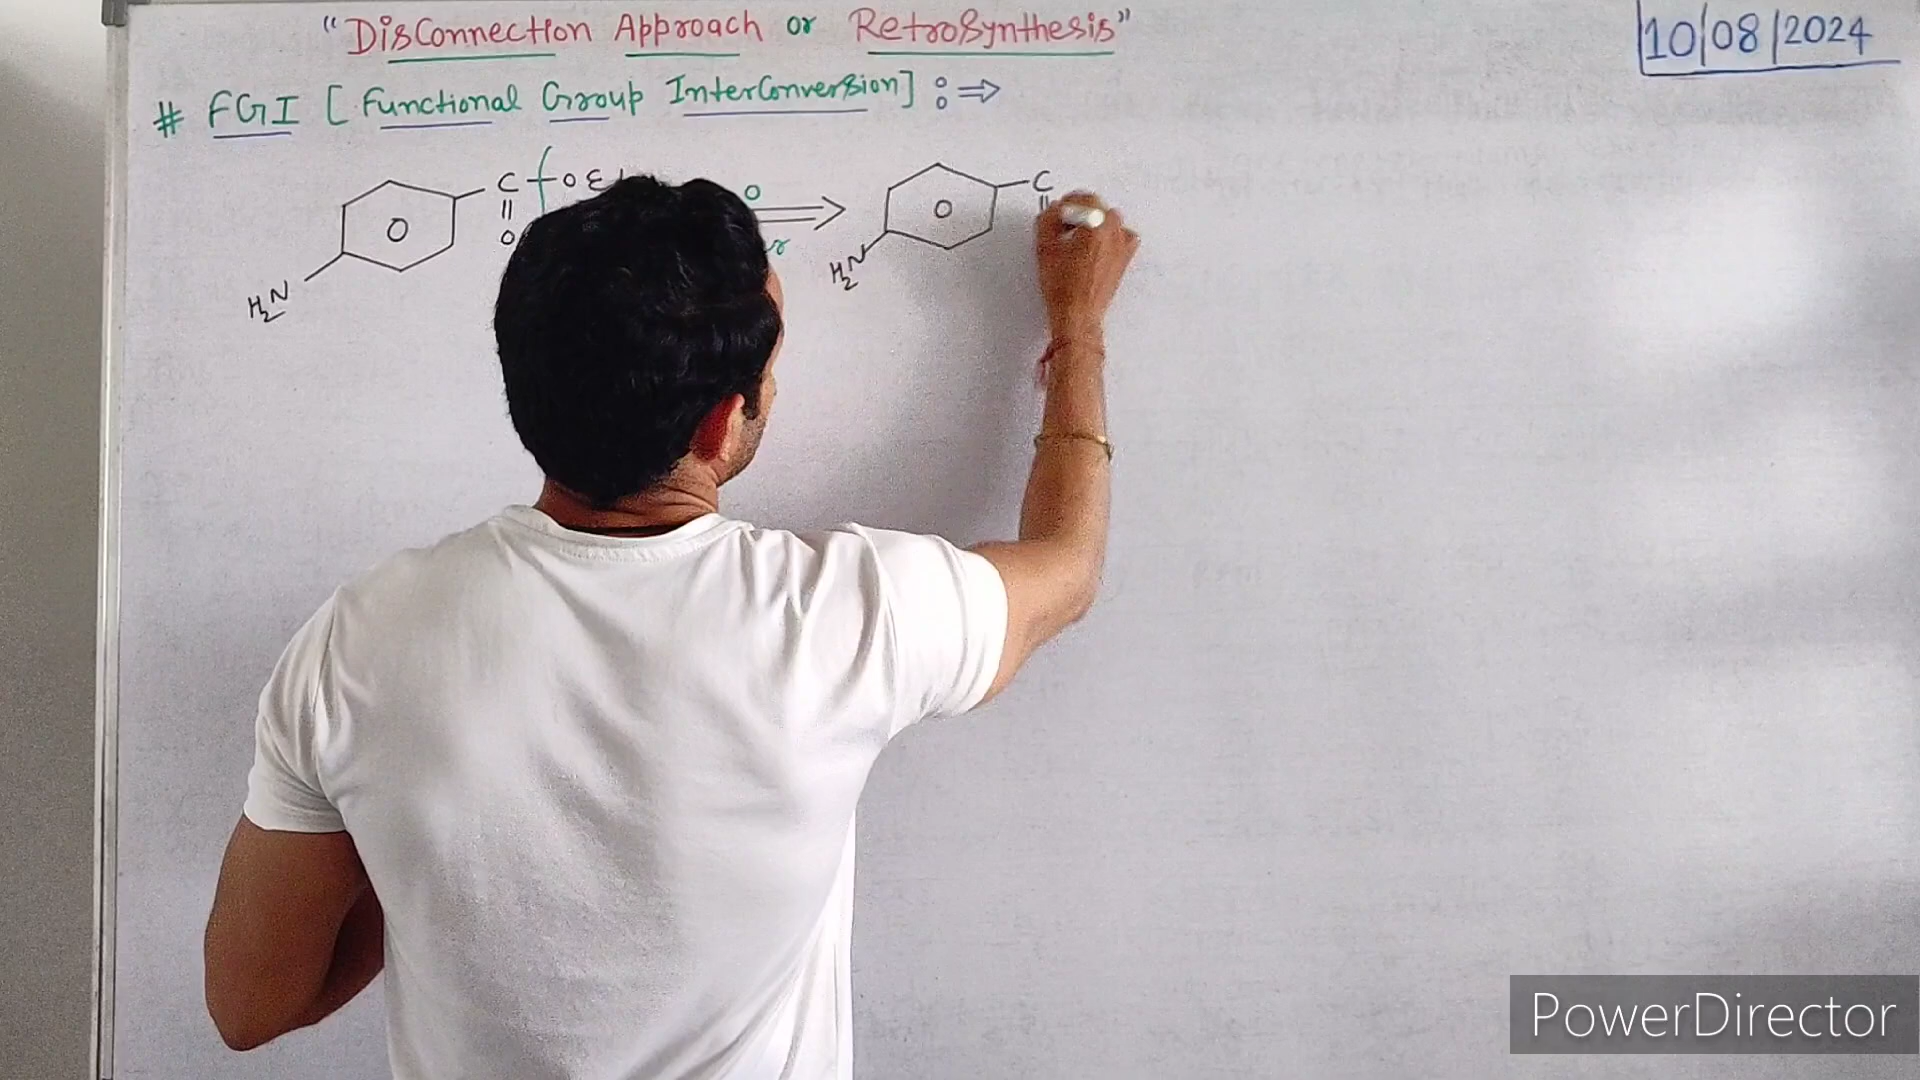 “Disconnection Approach or Retrosynthesis”
10/08/2024
# FGI [Functional Group InterConversion] : ⇒
C
O
O
H2N
C
O
H2N
PowerDirector